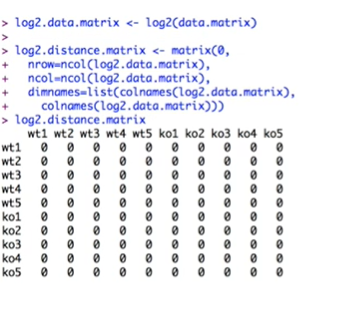 > log2.data.matrix <- log2(data.matrix)
>
> log2.distance.matrix <- matrix(0,
+ nrow=ncol(log2.data.matrix),
+ ncol=ncol(log2.data.matrix),
+ dimnames=list(colnames(log2.data.matrix),
+ colnames(log2.data.matrix)))
> log2.distance.matrix
wt1 wt2 wt3 wt4 wt5 ko1 ko2 ko3 ko4 ko5
wt1 0 0 0 0 0 0 0 0 0 0
wt2 0 0 0 0 0 0 0 0 0 0
wt3 0 0 0 0 0 0 0 0 0 0
wt4 0 0 0 0 0 0 0 0 0 0
wt5 0 0 0 0 0 0 0 0 0 0
ko1 0 0 0 0 0 0 0 0 0 0
ko2 0 0 0 0 0 0 0 0 0 0
ko3 0 0 0 0 0 0 0 0 0 0
ko4 0 0 0 0 0 0 0 0 0 0
ko5 0 0 0 0 0 0 0 0 0 0